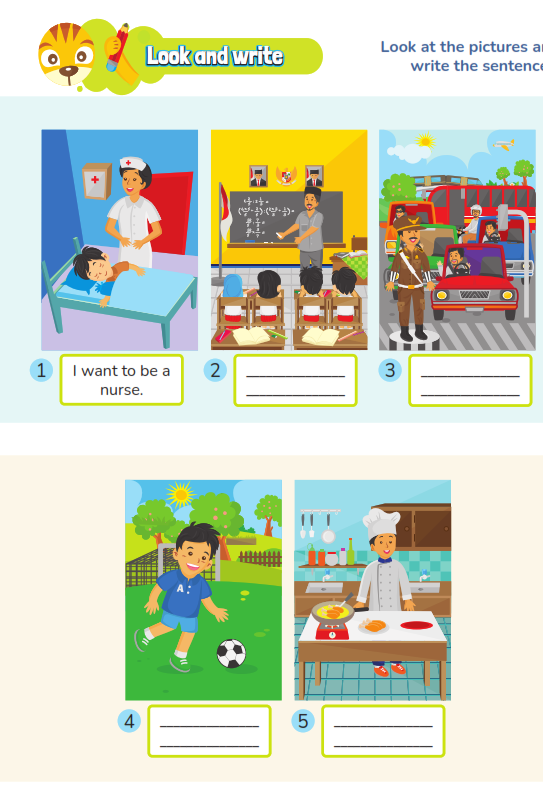 Look and write
Look at the pictures a
write the sentence
1
I want to be a
nurse.
2
3
A
4
5